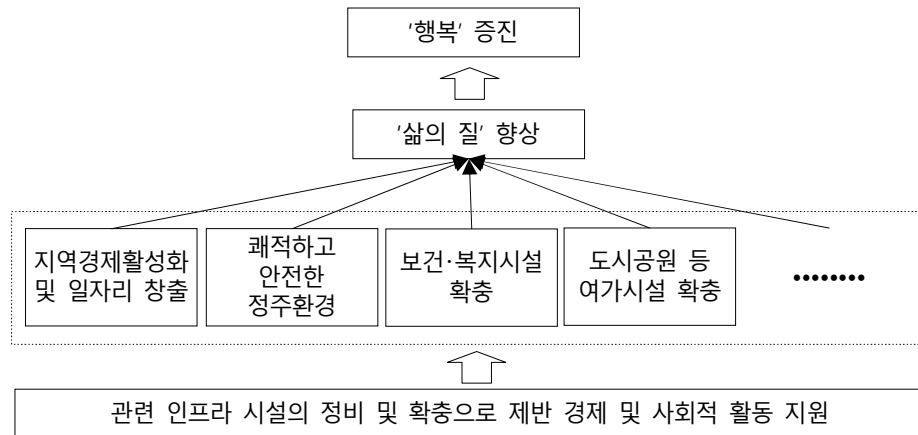 '행복' 증진
'삶의 질' 향상
지역경제활성화
및 일자리 창출
쾌적하고
안전한
정주환경
보건·복지시설
확충
도시공원 등
여가시설 확충
••••••••
관련 인프라 시설의 정비 및 확충으로 제반 경제 및 사회적 활동 지원